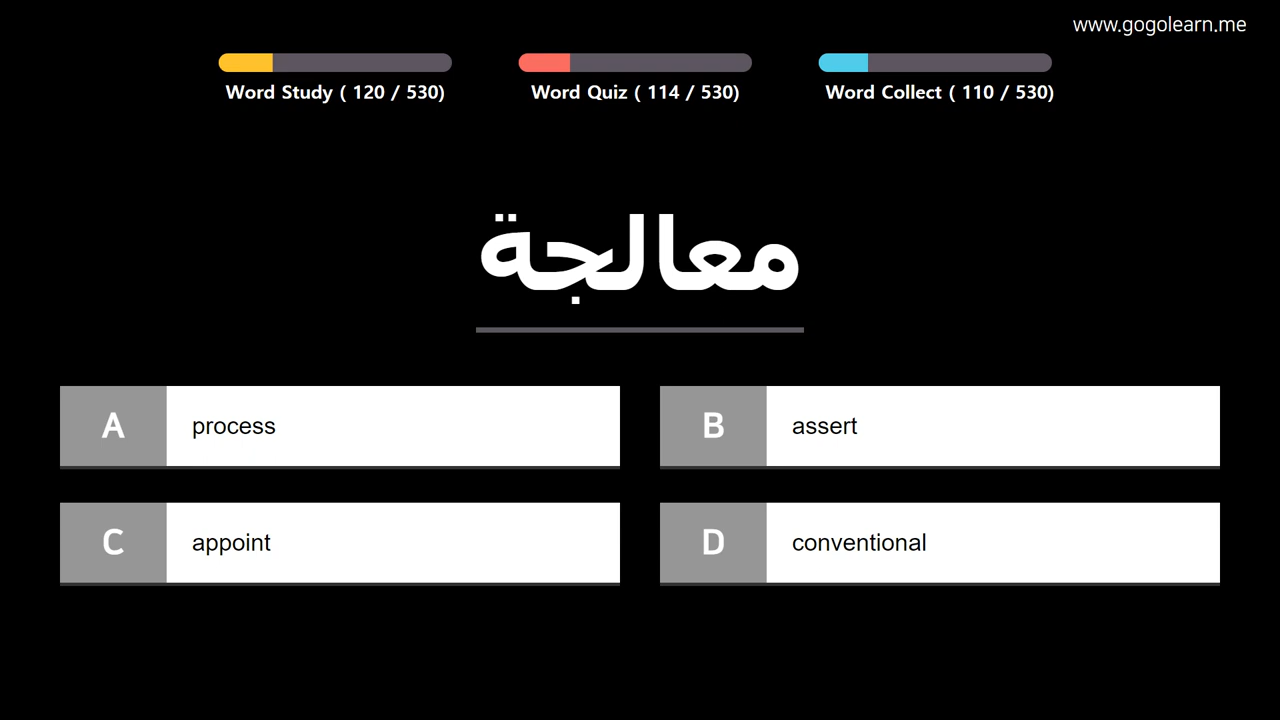 www.gogolearn.me
Word Study ( 120 / 530)
Word Quiz ( 114 / 530)
Word Collect ( 110 / 530)
معالجة
A process
B assert
C appoint
D conventional